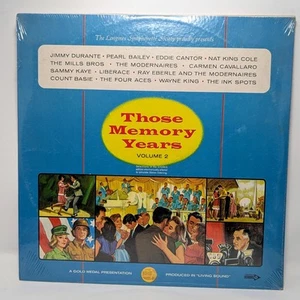 The Longines Symphonette Society proudly presents
JIMMY DURANTE · PEARL BAILEY · EDDIE CANTOR · NAT KING COLE
THE MILLS BROS · THE MODERNAIRES · CARMEN CAVALLARO
SAMMY KAYE · LIBERACE · RAY EBERLE AND THE MODERNAIRES
COUNT BASIE · THE FOUR ACES · WAYNE KING · THE INK SPOTS
Those
Memory
Years
VOLUME 2
A GOLD MEDAL PRESENTATION
PRODUCED IN "LIVING SOUND"